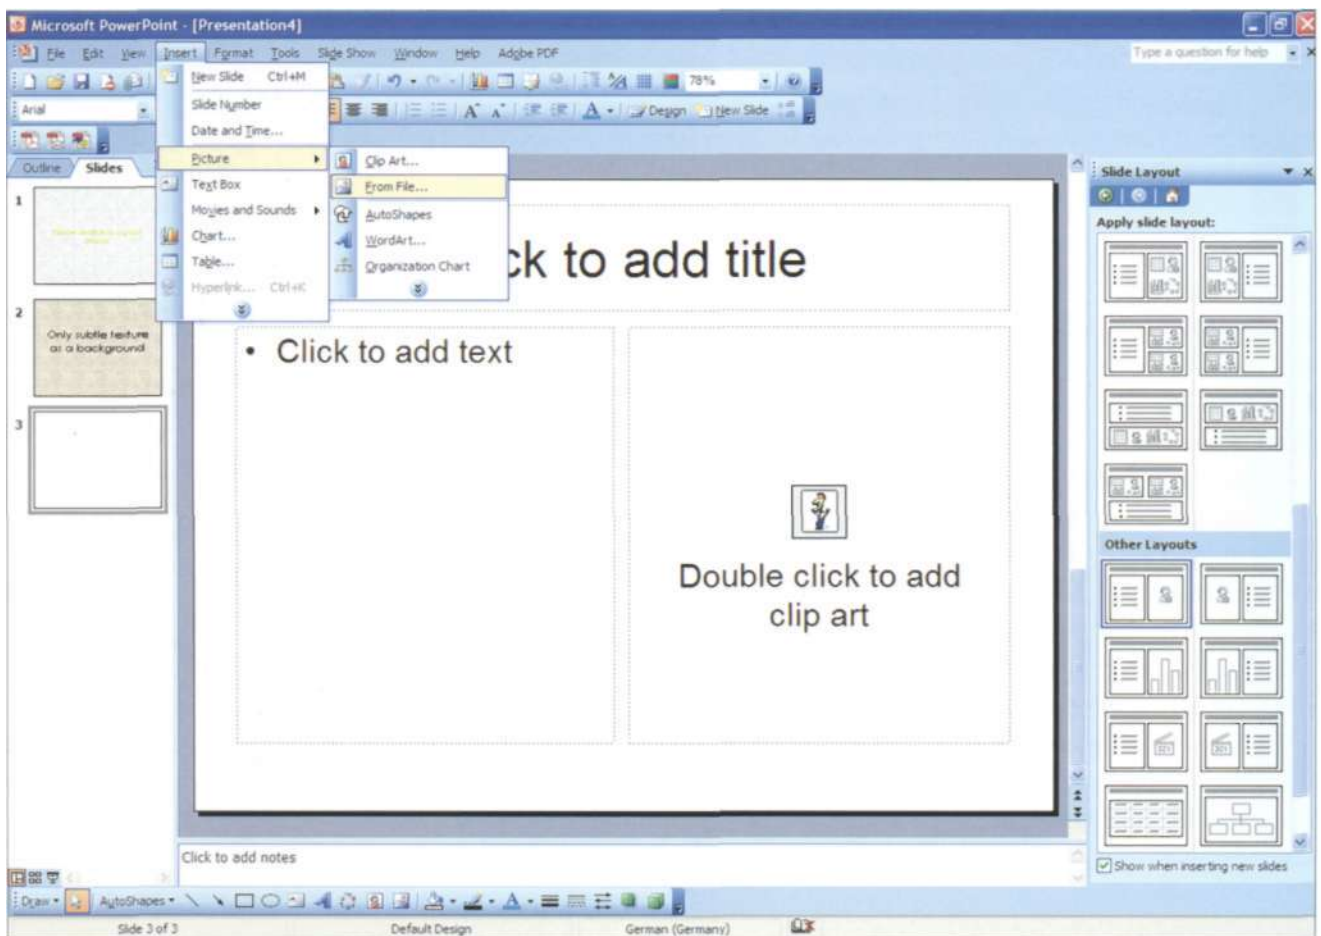 Microsoft PowerPoint - [Presentation4]
File Edit View Insert Format Tools Slide Show Window Help Adobe PDF
Type a question for help
78%
Arial
Design New Slide
New Slide Ctrl+M
Slide Number
Date and Time...
Picture
Text Box
Movies and Sounds
Chart...
Table...
Hyperlink... Ctrl+K
Clip Art...
From File...
AutoShapes
WordArt...
Organization Chart
Outline Slides
1
2
Only subtle texture
as a background
3
ck to add title
• Click to add text
Double click to add
clip art
Slide Layout
Apply slide layout:
Other Layouts
Show when inserting new slides
Click to add notes
Draw AutoShapes
Slide 3 of 3 Default Design German (Germany)